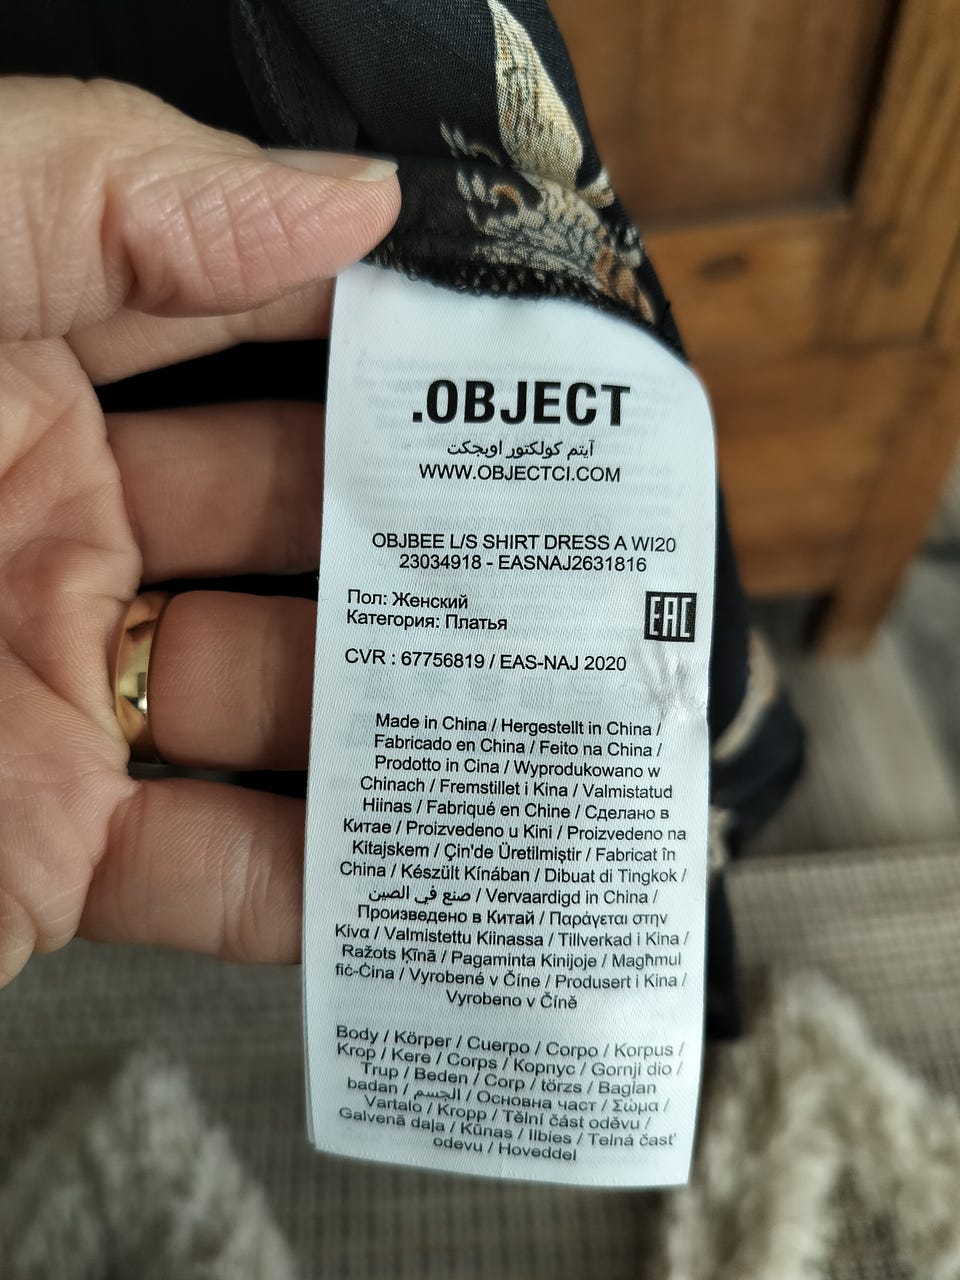 .OBJECT
آیتم کولکتور اوبجکت
WWW.OBJECTCI.COM
OBJBEE L/S SHIRT DRESS A WI20
23034918 - EASNAJ2631816
Пол: Женский
Категория: Платья
EAC
CVR : 67756819 / EAS-NAJ 2020
Made in China / Hergestellt in China /
Fabricado en China / Feito na China /
Prodotto in Cina / Wyprodukowano w
Chinach / Fremstillet i Kina / Valmistatud
Hiinas / Fabriqué en Chine / Сделано в
Китае / Proizvedeno u Kini / Proizvedeno na
Kitajskem / Çin'de Üretilmiştir / Fabricat în
China / Készült Kínában / Dibuat di Tingkok /
صنع في الصين / Vervaardigd in China /
Произведено в Китай / Παράγεται στην
Κίνα / Valmistettu Kiinassa / Tillverkad i Kina /
Ražots Ķīnā / Pagaminta Kinijoje / Magħmul
fiċ-Ċina / Vyrobené v Číne / Produsert i Kina /
Vyrobeno v Číně
Body / Körper / Cuerpo / Corpo / Korpus /
Krop / Kere / Corps / Корпус / Gornji dio /
Trup / Beden / Corp / törzs / Bagian
badan / الجسم / Основна част / Σώμα /
Vartalo / Kropp / Tělní část oděvu /
Galvenā daļa / Kūnas / Ilbies / Telná časť
odevu / Hoveddel